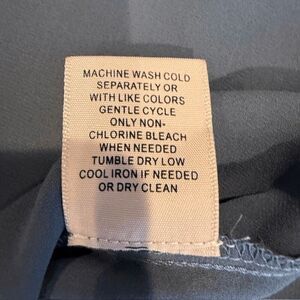 MACHINE WASH COLD
SEPARATELY OR
WITH LIKE COLORS
GENTLE CYCLE
ONLY NON-
CHLORINE BLEACH
WHEN NEEDED
TUMBLE DRY LOW
COOL IRON IF NEEDED
OR DRY CLEAN